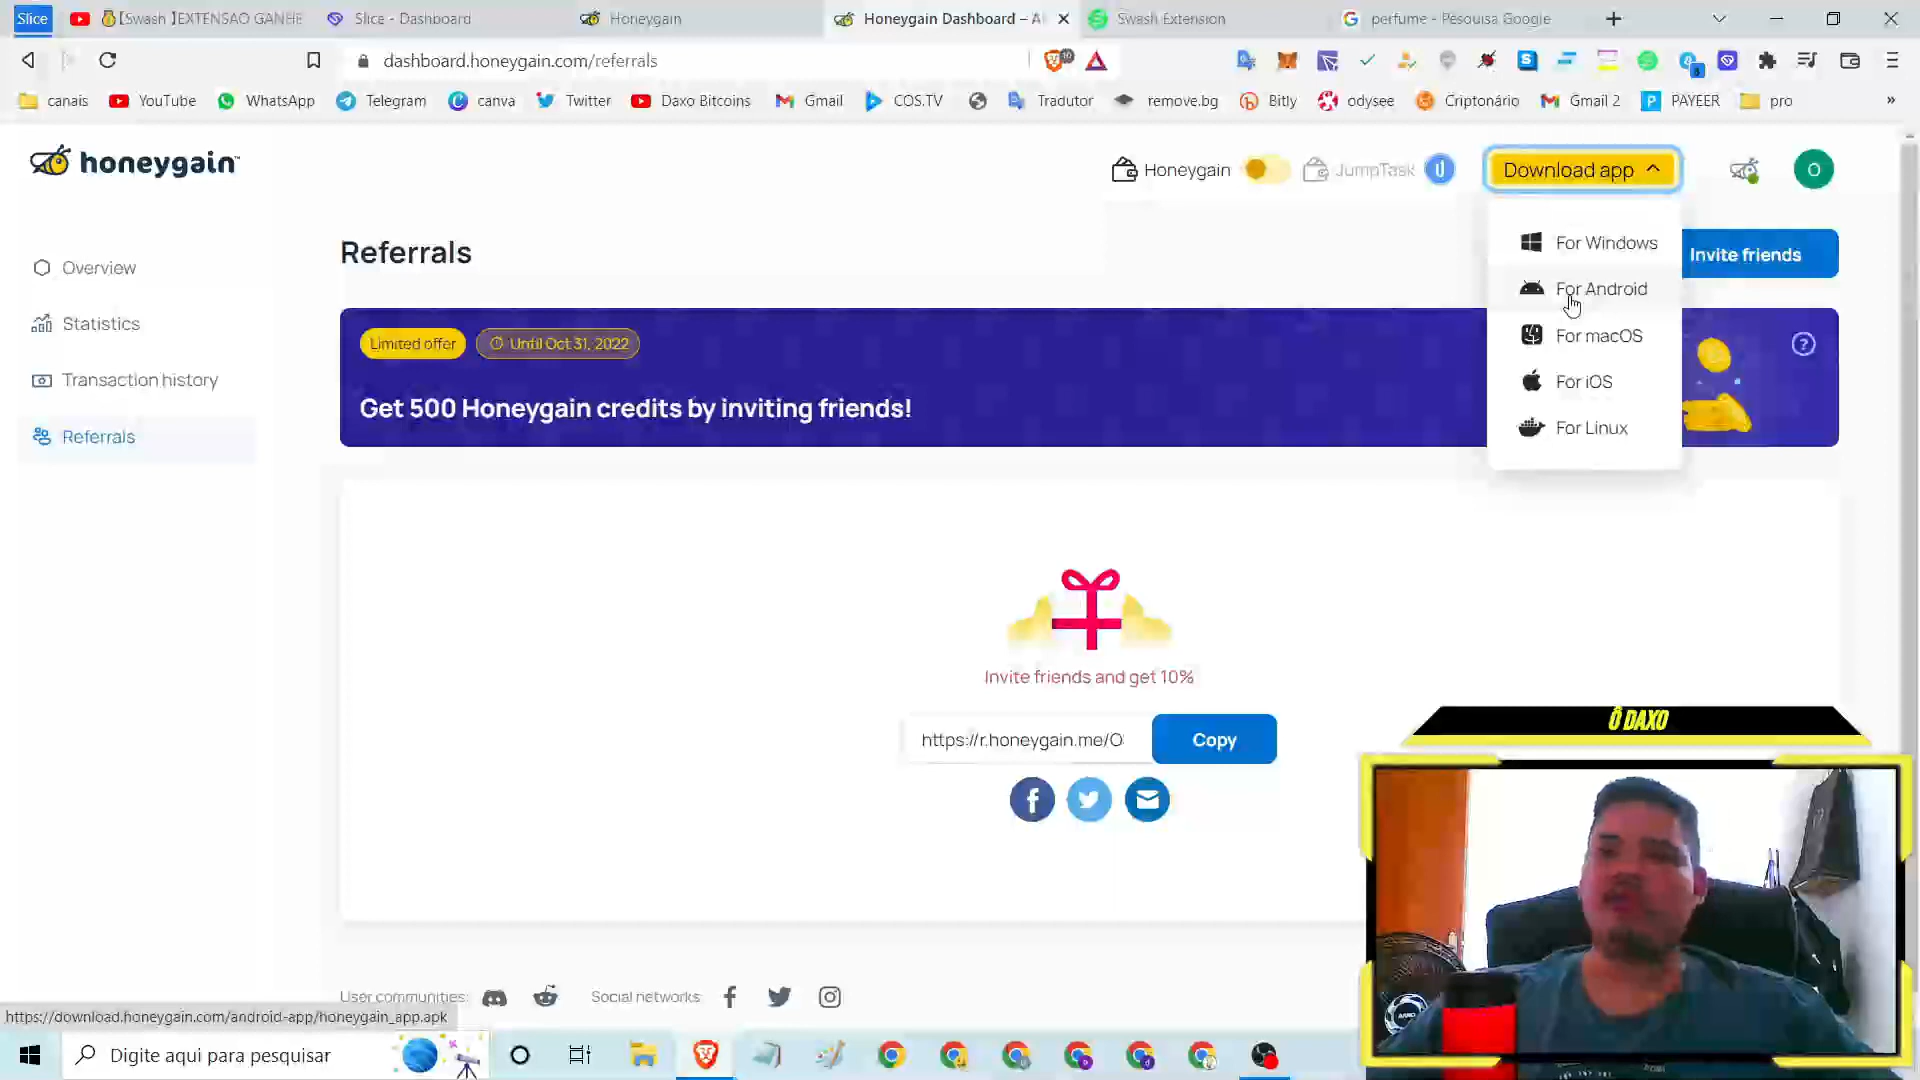 Slice
【Swash 】EXTENSAO GANHE
Slice - Dashboard
Honeygain
Honeygain Dashboard – A
Swash Extension
perfume - Pesquisa Google
dashboard.honeygain.com/referrals
canais
YouTube
WhatsApp
Telegram
canva
Twitter
Daxo Bitcoins
Gmail
COS.TV
Tradutor
remove.bg
Bitly
odysee
Criptonário
Gmail 2
PAYEER
pro
»
honeygain
Honeygain
JumpTask
Download app
O
For Windows
For Android
For macOS
For iOS
For Linux
Overview
Statistics
Transaction history
Referrals
Referrals
Invite friends
Limited offer
Until Oct 31, 2022
Get 500 Honeygain credits by inviting friends!
Invite friends and get 10%
https://r.honeygain.me/O
Copy
Ô DAXO
User communities:
Social networks:
https://download.honeygain.com/android-app/honeygain_app.apk
Digite aqui para pesquisar